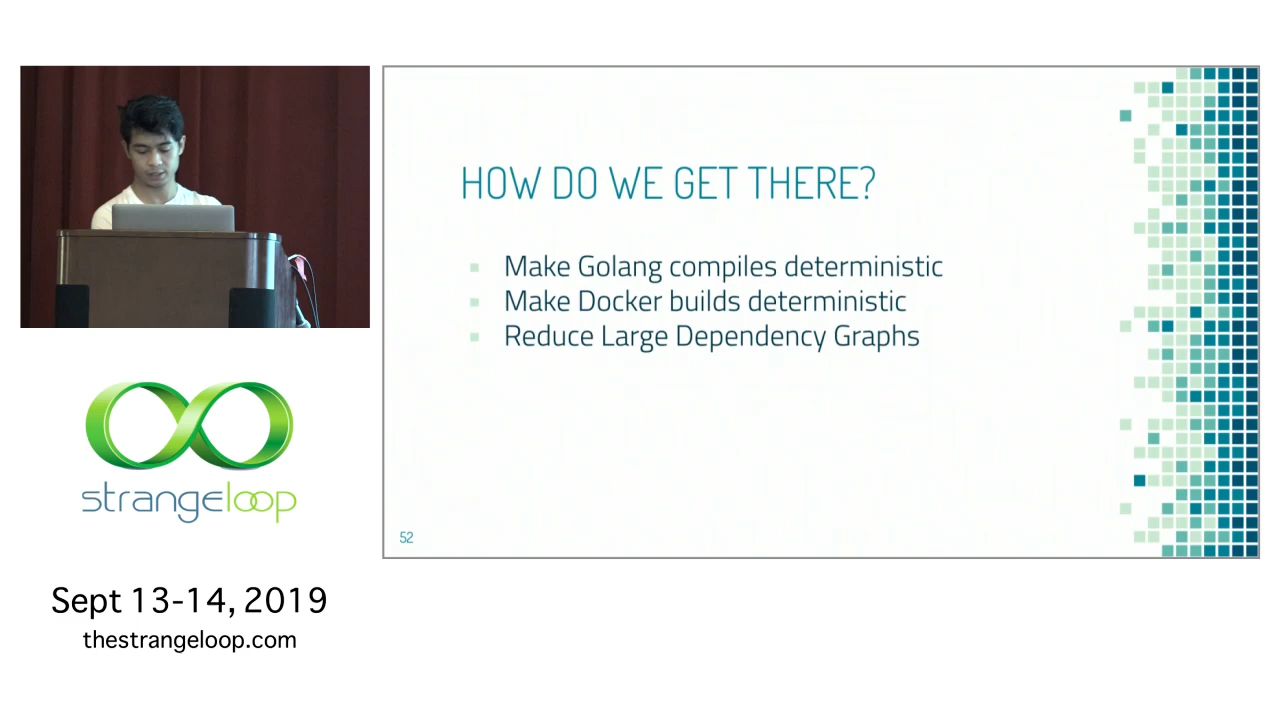 HOW DO WE GET THERE?
Make Golang compiles deterministic
Make Docker builds deterministic
Reduce Large Dependency Graphs
52
strangeloop
Sept 13-14, 2019
thestrangeloop.com